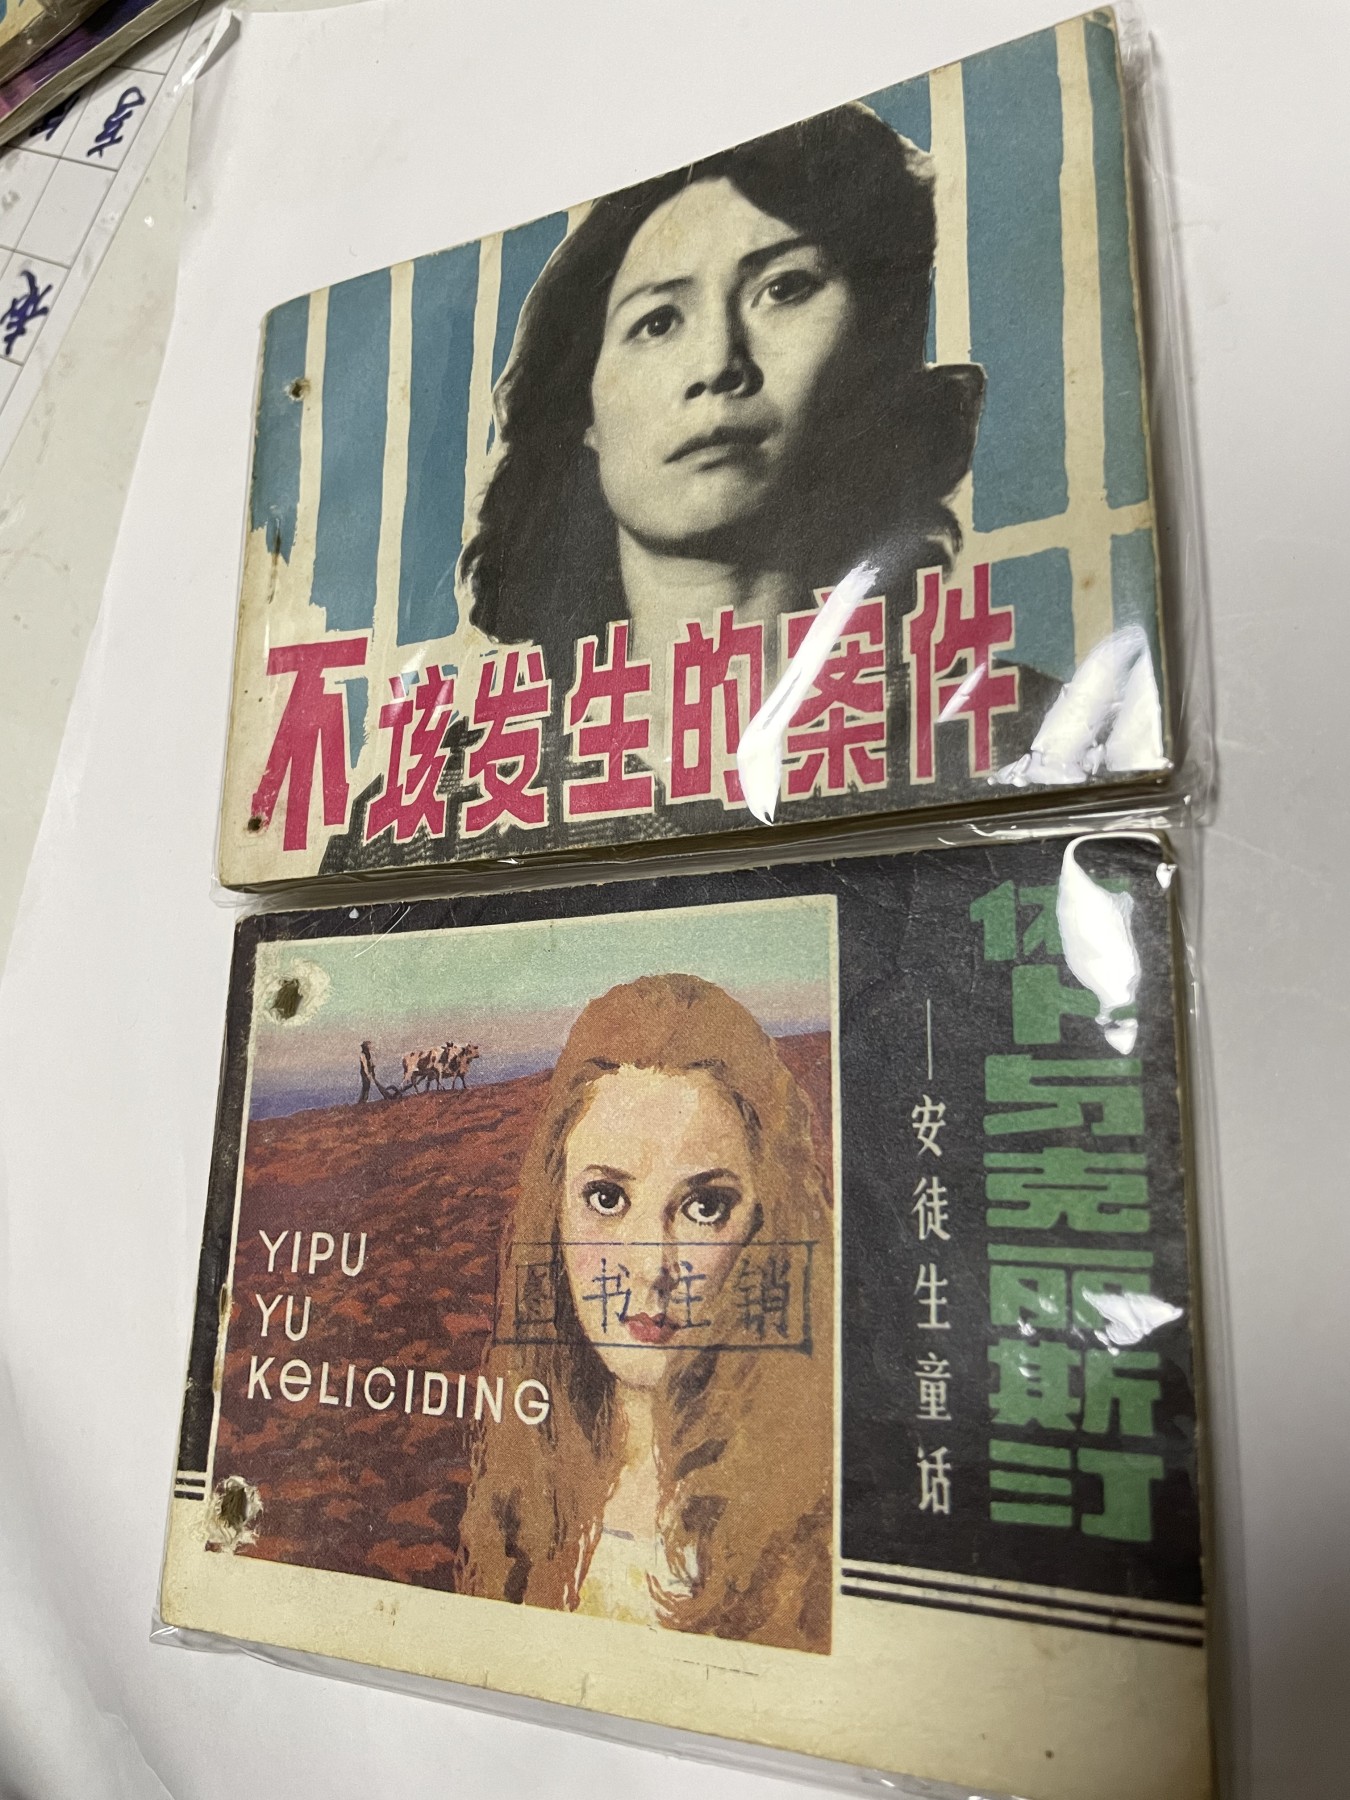 不该发生的案件
依卜与克丽斯汀
——安徒生童话
YIPU
YU
KELICIDING
图书注销